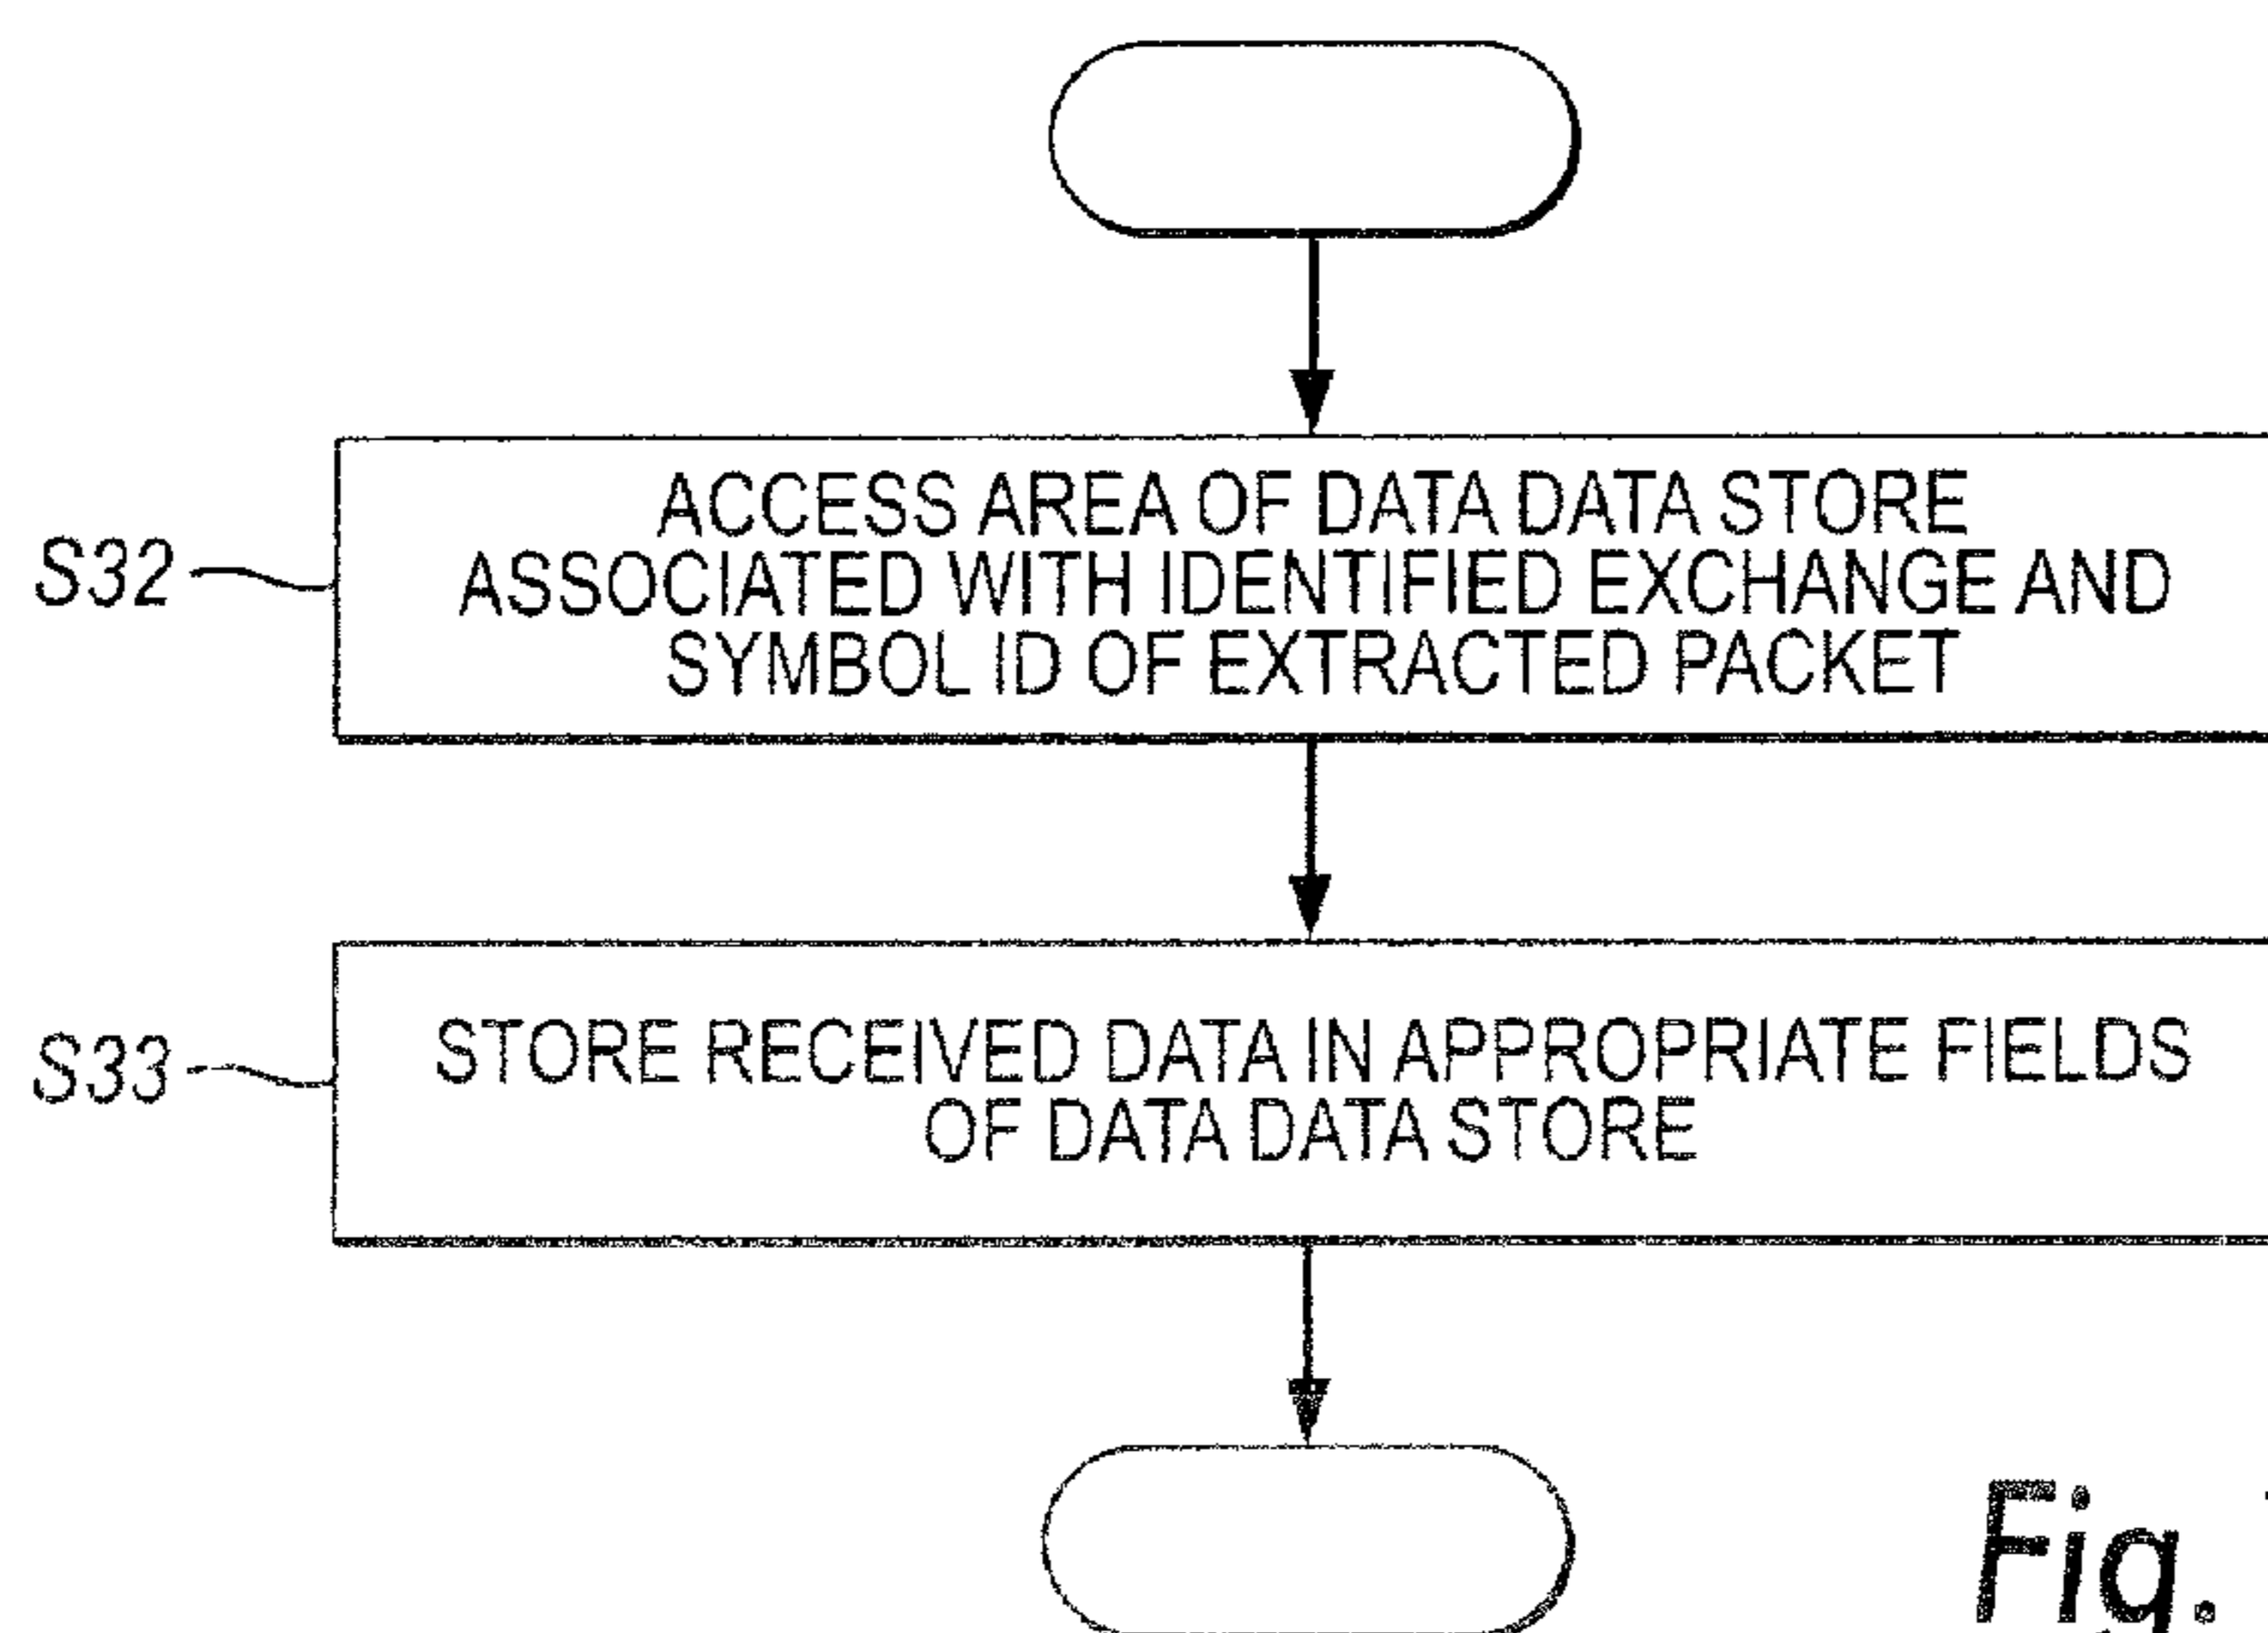 ACCESS AREA OF DATA DATA STORE
S32
ASSOCIATED WITH IDENTIFIED EXCHANGE AND
SYMBOL ID OF EXTRACTED PACKET
STORE RECEIVED DATA IN APPROPRIATE FIELDS
S33
OF DATA DATA STORE
Fig.